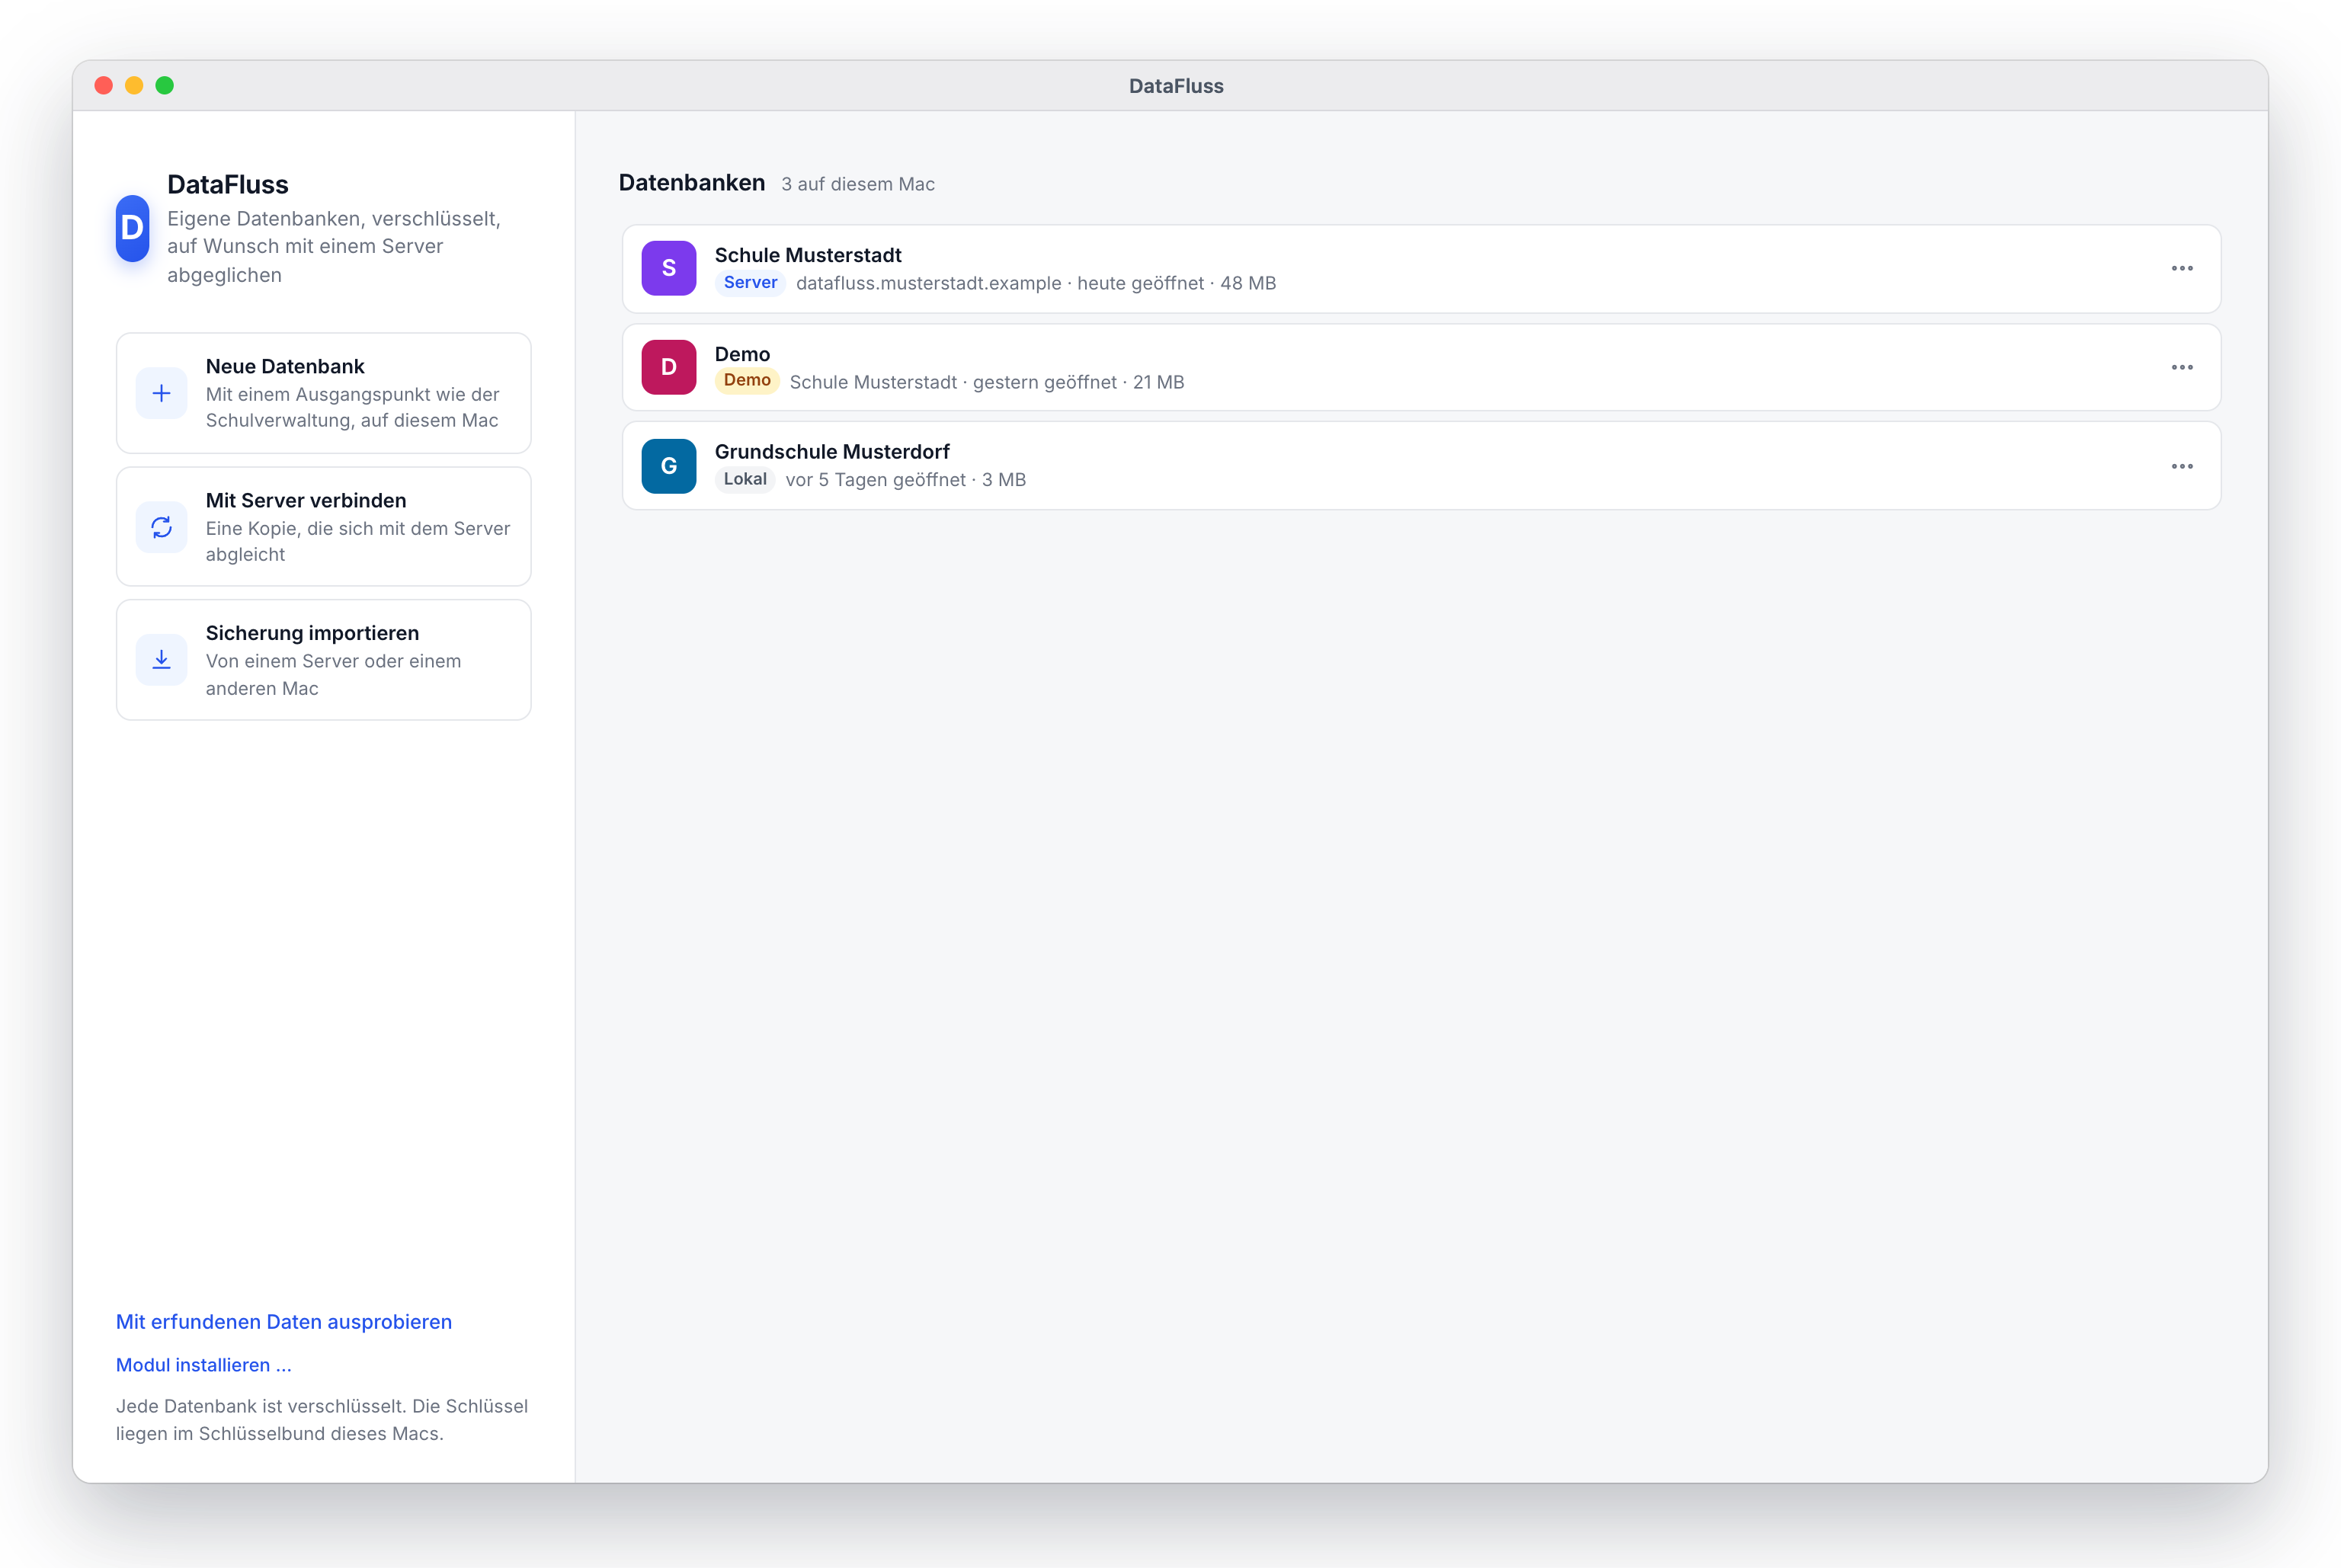 DataFluss
D
DataFluss
Eigene Datenbanken, verschlüsselt,
auf Wunsch mit einem Server
abgeglichen
Neue Datenbank
Mit einem Ausgangspunkt wie der
Schulverwaltung, auf diesem Mac
Mit Server verbinden
Eine Kopie, die sich mit dem Server
abgleicht
Sicherung importieren
Von einem Server oder einem
anderen Mac
Mit erfundenen Daten ausprobieren
Modul installieren ...
Jede Datenbank ist verschlüsselt. Die Schlüssel
liegen im Schlüsselbund dieses Macs.
Datenbanken 3 auf diesem Mac
S
Schule Musterstadt
Server datafluss.musterstadt.example · heute geöffnet · 48 MB
D
Demo
Demo Schule Musterstadt · gestern geöffnet · 21 MB
G
Grundschule Musterdorf
Lokal vor 5 Tagen geöffnet · 3 MB